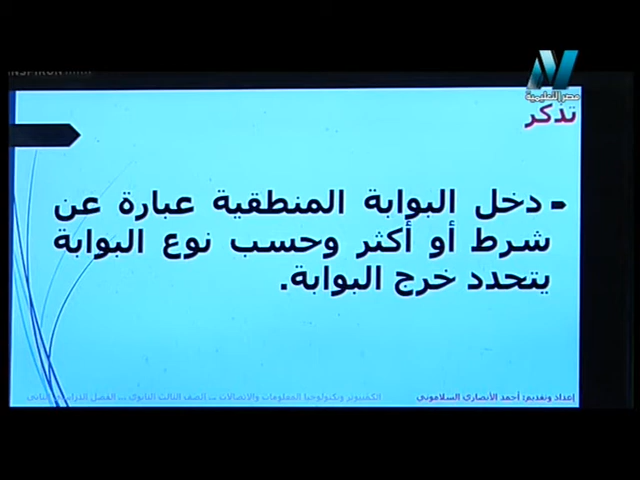 مصر التعليمية
تذكر
دخل البوابة المنطقية عبارة عن
شرط أو أكثر وحسب نوع البوابة
يتحدد خرج البوابة.
إعداد وتقديم: أحمد الأنصاري السلاموني
الكمبيوتر وتكنولوجيا المعلومات والاتصالات ... الصف الثالث الثانوي ... الفصل الدراسي الثاني